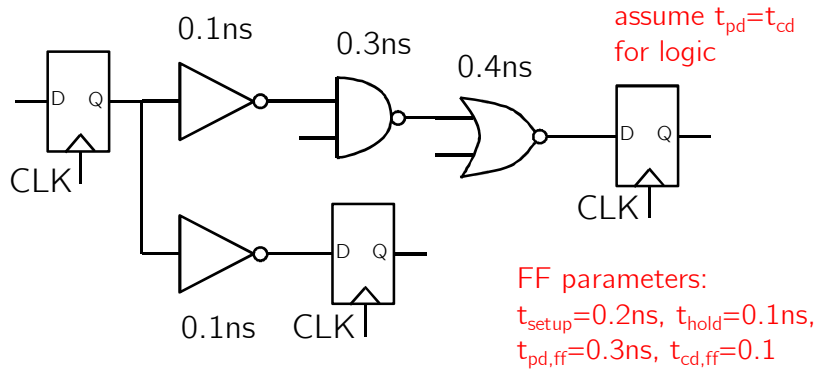 0.1ns
0.3ns
0.4ns
assume t_pd=t_cd
for logic
D Q
CLK
D Q
CLK
D Q
CLK
0.1ns
FF parameters:
t_setup=0.2ns, t_hold=0.1ns,
t_pd,ff=0.3ns, t_cd,ff=0.1